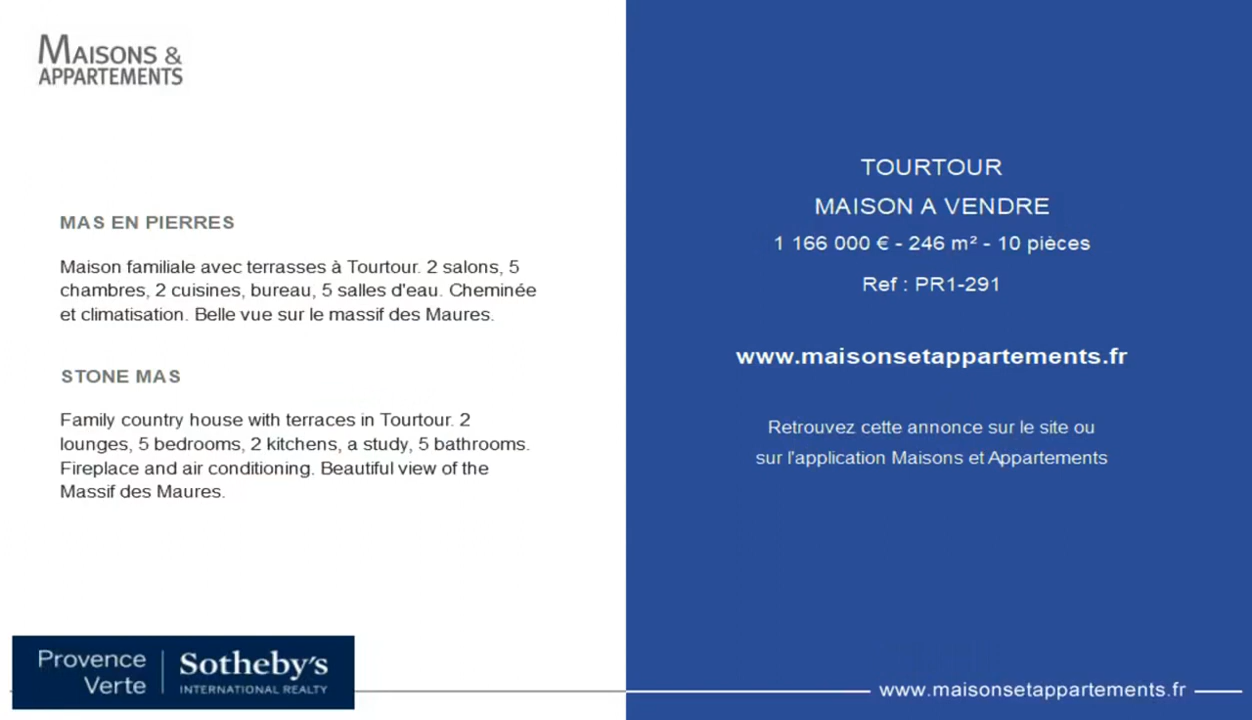 MAISONS &
APPARTEMENTS
MAS EN PIERRES
Maison familiale avec terrasses à Tourtour. 2 salons, 5
chambres, 2 cuisines, bureau, 5 salles d'eau. Cheminée
et climatisation. Belle vue sur le massif des Maures.
STONE MAS
Family country house with terraces in Tourtour. 2
lounges, 5 bedrooms, 2 kitchens, a study, 5 bathrooms.
Fireplace and air conditioning. Beautiful view of the
Massif des Maures.
Provence
Verte
Sotheby's
INTERNATIONAL REALTY
TOURTOUR
MAISON A VENDRE
1 166 000 € - 246 m² - 10 pièces
Ref : PR1-291
www.maisonsetappartements.fr
Retrouvez cette annonce sur le site ou
sur l'application Maisons et Appartements
www.maisonsetappartements.fr